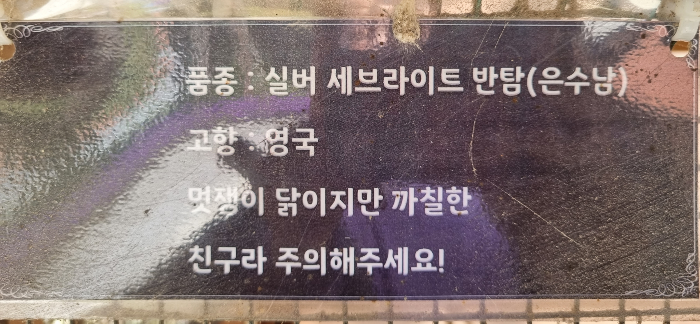 품종 : 실버 세브라이트 반탐(은수남)
고향 : 영국
멋쟁이 닭이지만 까칠한
친구라 주의해주세요!